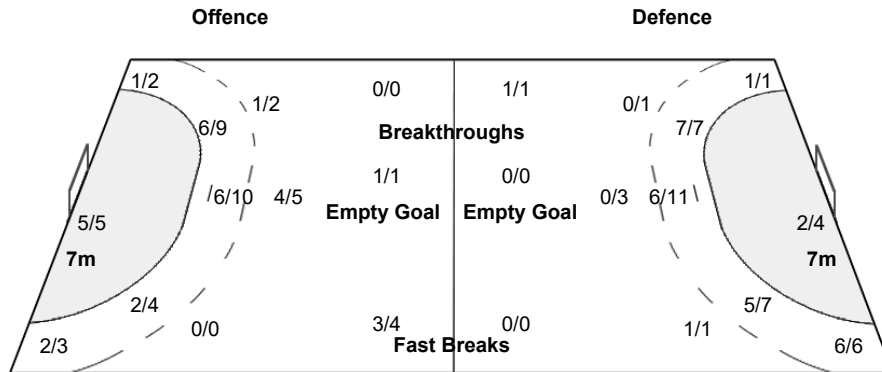 Offence Defence
1/2 0/0 1/1 1/1
1/2 0/1
6/9 Breakthroughs 7/7
1/1 0/0
6/10 4/5 0/3 6/11
Empty Goal Empty Goal
5/5 2/4
7m 7m
2/4 5/7
0/0 3/4 0/0 1/1
2/3 Fast Breaks 6/6